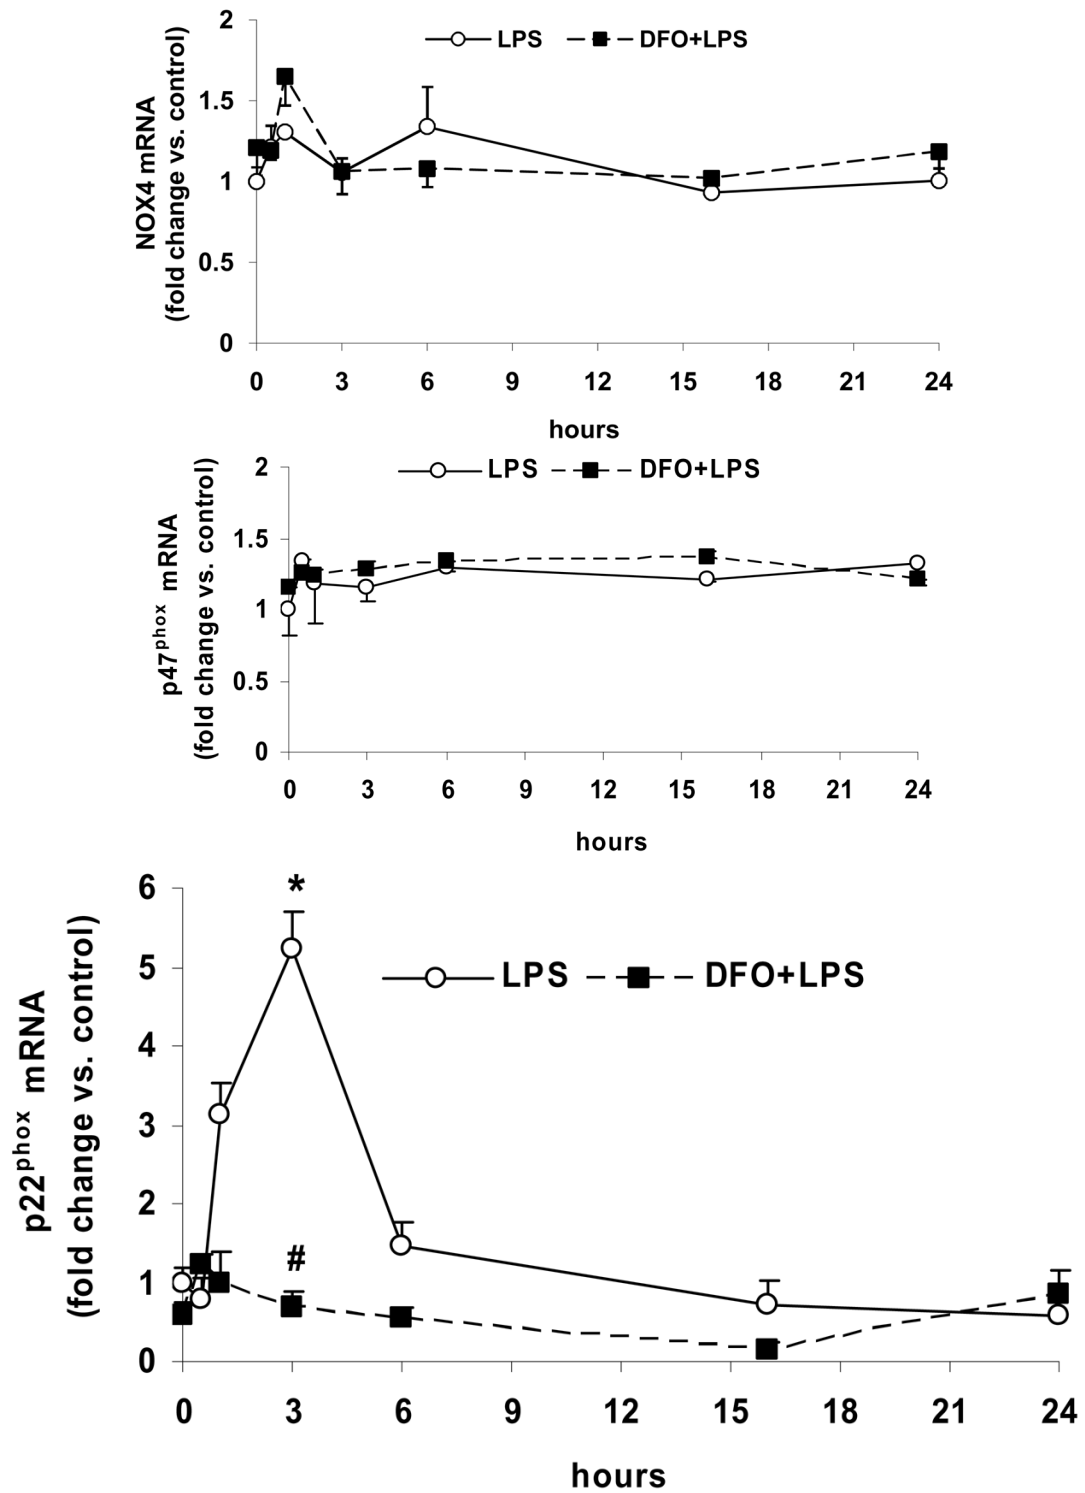 NOX4 mRNA
(fold change vs. control)
2
1.5
1
0.5
0
LPS DFO+LPS
0 3 6 9 12 15 18 21 24
hours
p47phox mRNA
(fold change vs. control)
2
1.5
1
0.5
0
LPS DFO+LPS
0 3 6 9 12 15 18 21 24
hours
p22phox mRNA
(fold change vs. control)
6
5
4
3
2
1
0
*
LPS DFO+LPS
#
0 3 6 9 12 15 18 21 24
hours